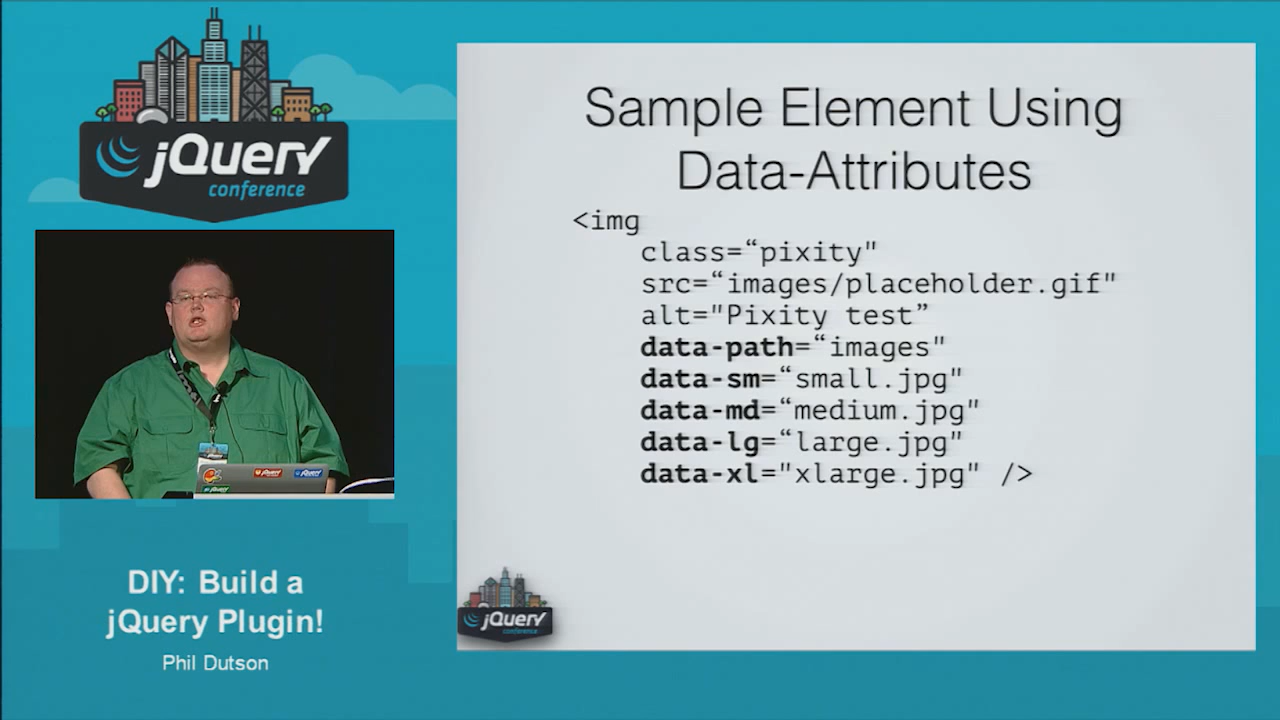 jQuery
conference
DIY: Build a
jQuery Plugin!
Phil Dutson
Sample Element Using
Data-Attributes
<img
class=“pixity"
src=“images/placeholder.gif"
alt="Pixity test”
data-path=“images"
data-sm=“small.jpg"
data-md=“medium.jpg"
data-lg=“large.jpg"
data-xl="xlarge.jpg" />
jQuery
conference